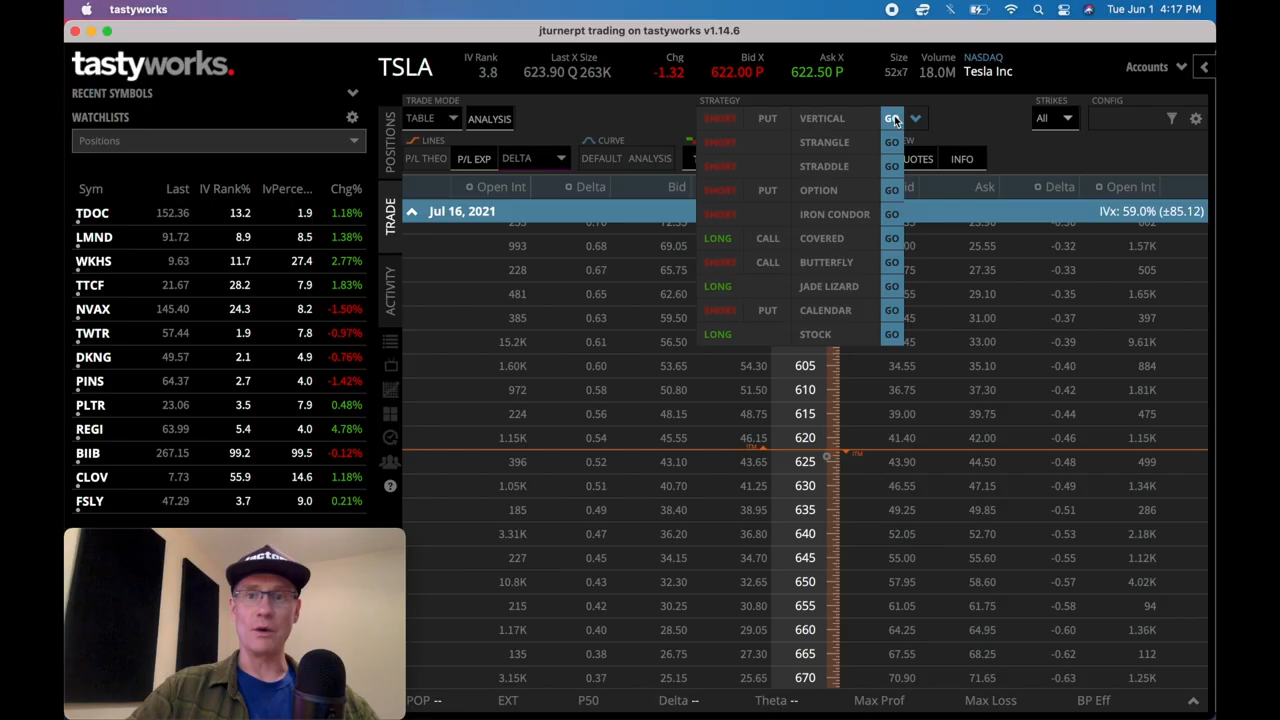 tastyworks
Tue Jun 1 4:17 PM
jturnerpt trading on tastyworks v1.14.6
tastyworks.
TSLA
IV Rank
3.8
Last X Size
623.90 Q 263K
Chg
-1.32
Bid X
622.00 P
Ask X
622.50 P
Size
52x7
Volume
18.0M
NASDAQ
Tesla Inc
Accounts
RECENT SYMBOLS
WATCHLISTS
Positions
Sym Last IV Rank% IvPerce... Chg%
TDOC 152.36 13.2 1.9 1.18%
LMND 91.72 8.9 8.5 1.38%
WKHS 9.63 11.7 27.4 2.77%
TTCF 21.67 28.2 7.9 1.83%
NVAX 145.40 24.3 8.2 -1.50%
TWTR 57.44 1.9 7.8 -0.97%
DKNG 49.57 2.1 4.9 -0.76%
PINS 64.37 2.7 4.0 -1.42%
PLTR 23.06 3.5 7.9 0.48%
REGI 63.99 5.4 4.0 4.78%
BIIB 267.15 99.2 99.5 -0.12%
CLOV 7.73 55.9 14.6 1.18%
FSLY 47.29 3.7 9.0 0.21%
POSITIONS
TRADE
ACTIVITY
TRADE MODE
TABLE ANALYSIS
STRATEGY
STRIKES
All
CONFIG
LINES
P/L THEO P/L EXP DELTA
CURVE
DEFAULT ANALYSIS
INFO
SHORT PUT VERTICAL GO
SHORT STRANGLE GO
SHORT STRADDLE GO
SHORT PUT OPTION GO
SHORT IRON CONDOR GO
LONG CALL COVERED GO
SHORT CALL BUTTERFLY GO
LONG JADE LIZARD GO
SHORT PUT CALENDAR GO
LONG STOCK GO
Open Int Delta Bid Ask Delta Open Int
Jul 16, 2021 IVx: 59.0% (±85.12)
993 0.68 69.05 25.55 -0.32 1.57K
228 0.67 65.75 27.35 -0.33 505
481 0.65 62.60 29.10 -0.35 1.65K
385 0.63 59.50 31.00 -0.37 397
15.2K 0.61 56.50 33.00 -0.39 9.61K
1.60K 0.60 53.65 54.30 605 34.55 35.10 -0.40 884
972 0.58 50.80 51.50 610 36.75 37.30 -0.42 1.81K
224 0.56 48.15 48.75 615 39.00 39.75 -0.44 475
1.15K 0.54 45.55 46.15 620 41.40 42.00 -0.46 1.15K
ITM ITM
396 0.52 43.10 43.65 625 43.90 44.50 -0.48 499
1.05K 0.51 40.70 41.25 630 46.55 47.15 -0.49 1.34K
185 0.49 38.40 38.95 635 49.25 49.85 -0.51 286
3.31K 0.47 36.20 36.80 640 52.05 52.70 -0.53 2.18K
227 0.45 34.15 34.70 645 55.00 55.60 -0.55 1.12K
10.8K 0.43 32.30 32.65 650 57.95 58.60 -0.57 4.02K
215 0.42 30.25 30.80 655 61.05 61.75 -0.58 94
1.17K 0.40 28.50 29.05 660 64.25 64.95 -0.60 1.36K
135 0.38 26.75 27.30 665 67.55 68.25 -0.62 112
3.15K 0.37 25.15 25.65 670 70.90 71.65 -0.63 1.23K
POP -- EXT P50 Delta -- Theta -- Max Prof Max Loss BP Eff